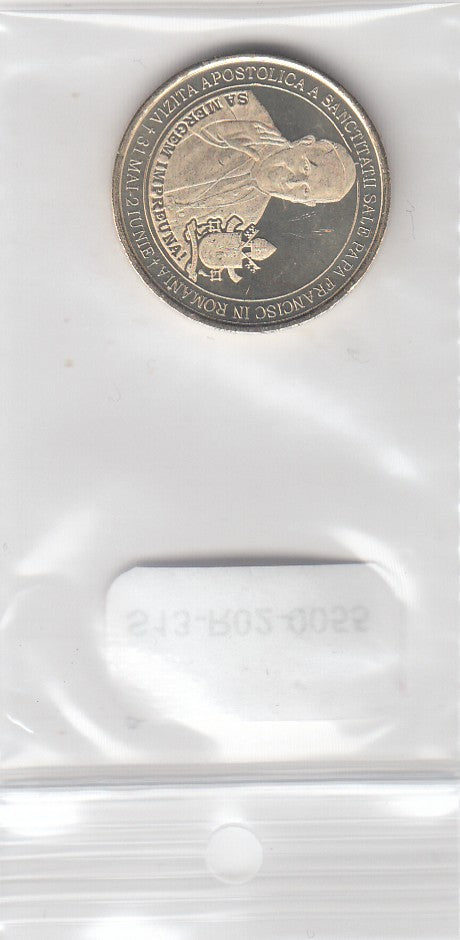 VIZITA APOSTOLICA A SANCTITATII SALE PAPA FRANCISC IN ROMANIA + 31 MAI-2 IUNIE +
SA MERGEM IMPREUNA!
S13-R02-0055